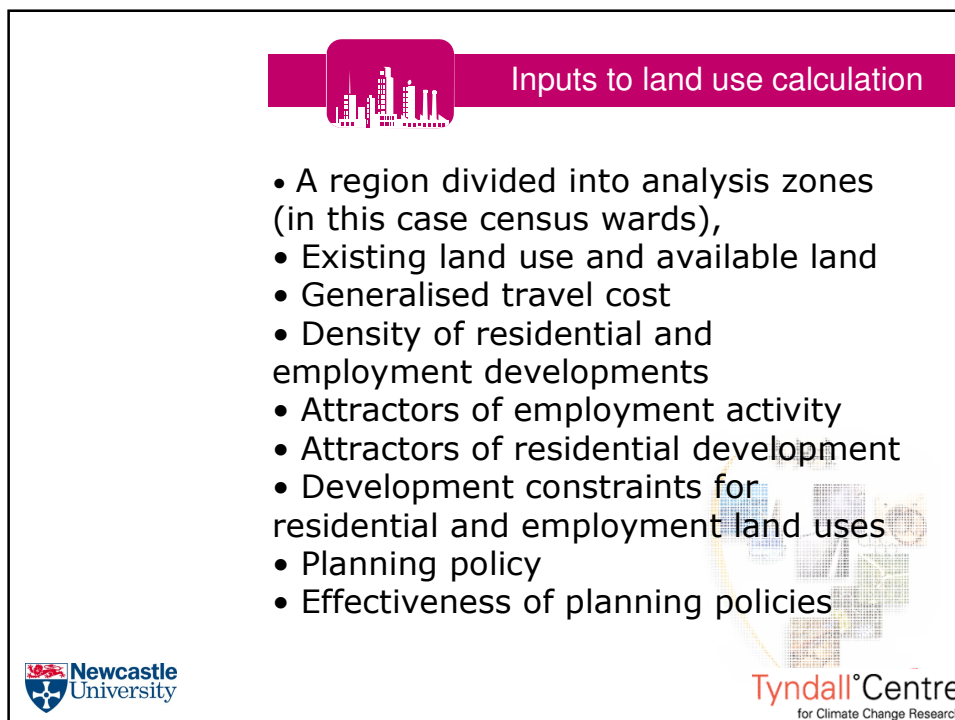 Inputs to land use calculation
• A region divided into analysis zones
(in this case census wards),
• Existing land use and available land
• Generalised travel cost
• Density of residential and
employment developments
• Attractors of employment activity
• Attractors of residential development
• Development constraints for
residential and employment land uses
• Planning policy
• Effectiveness of planning policies
Newcastle
University
Tyndall°Centre
for Climate Change Research